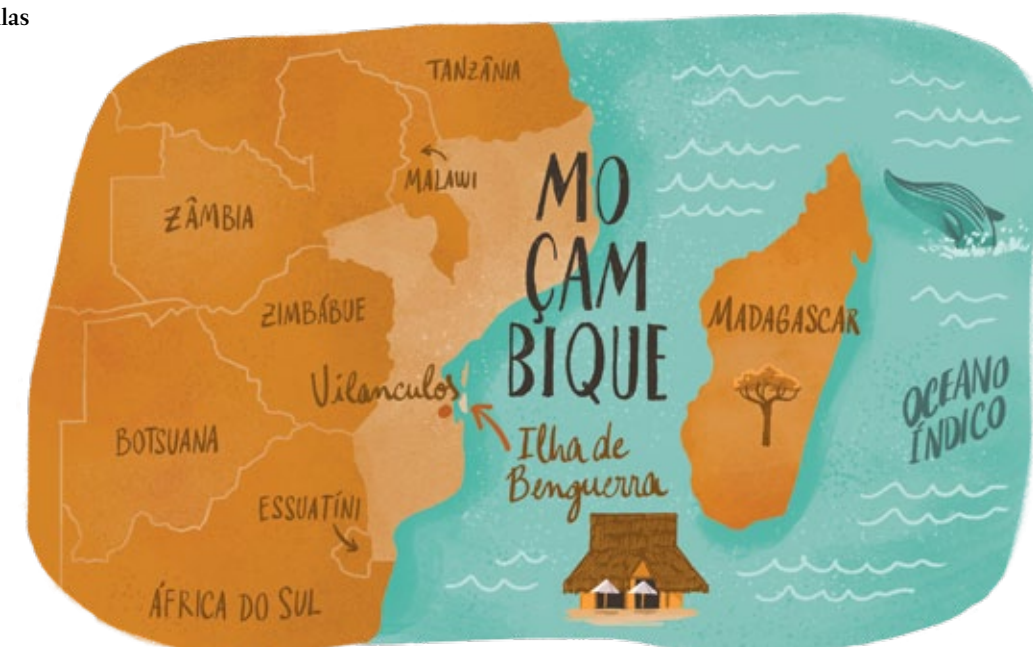 las
TANZÂNIA
MALAWI
ZÂMBIA
MO
ÇAM
BIQUE
ZIMBÁBUE
MADAGASCAR
Vilanculos
OCEANO
ÍNDICO
Ilha de
Benguerra
BOTSUANA
ESSUATÍNI
ÁFRICA DO SUL